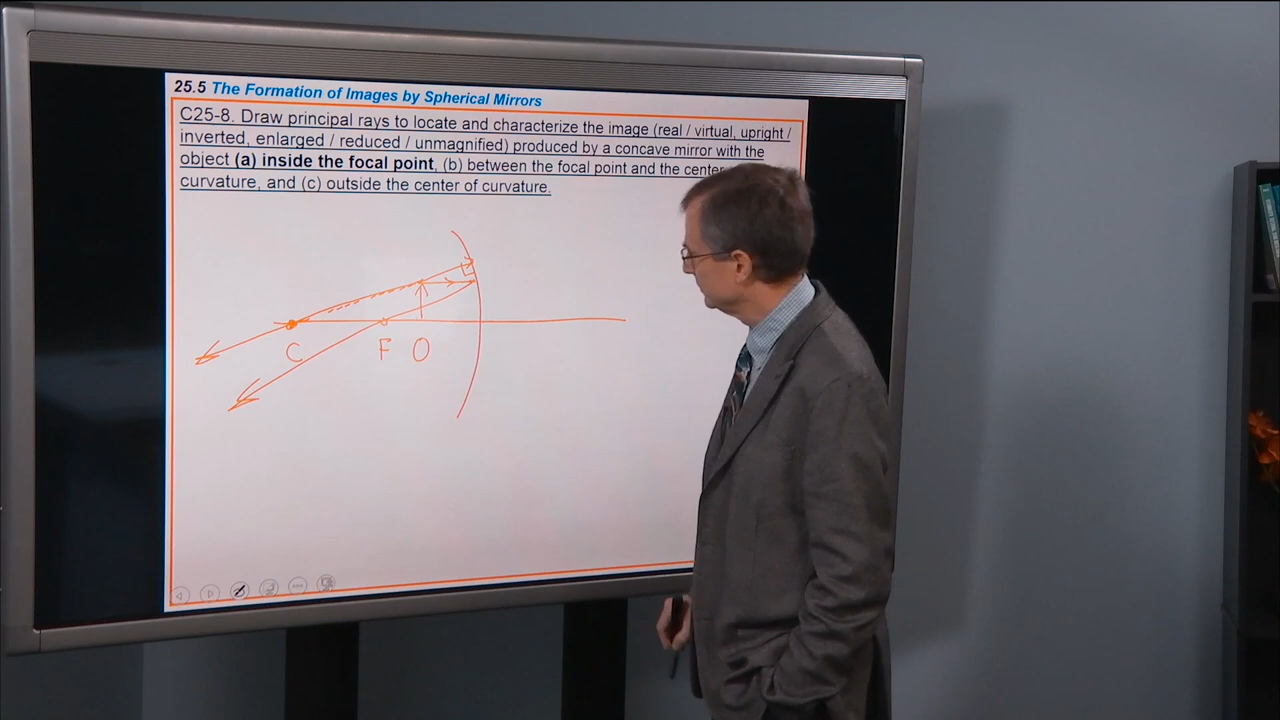 25.5 The Formation of Images by Spherical Mirrors
C25-8. Draw principal rays to locate and characterize the image (real / virtual, upright /
inverted, enlarged / reduced / unmagnified) produced by a concave mirror with the
object (a) inside the focal point, (b) between the focal point and the center
curvature, and (c) outside the center of curvature.
C F O